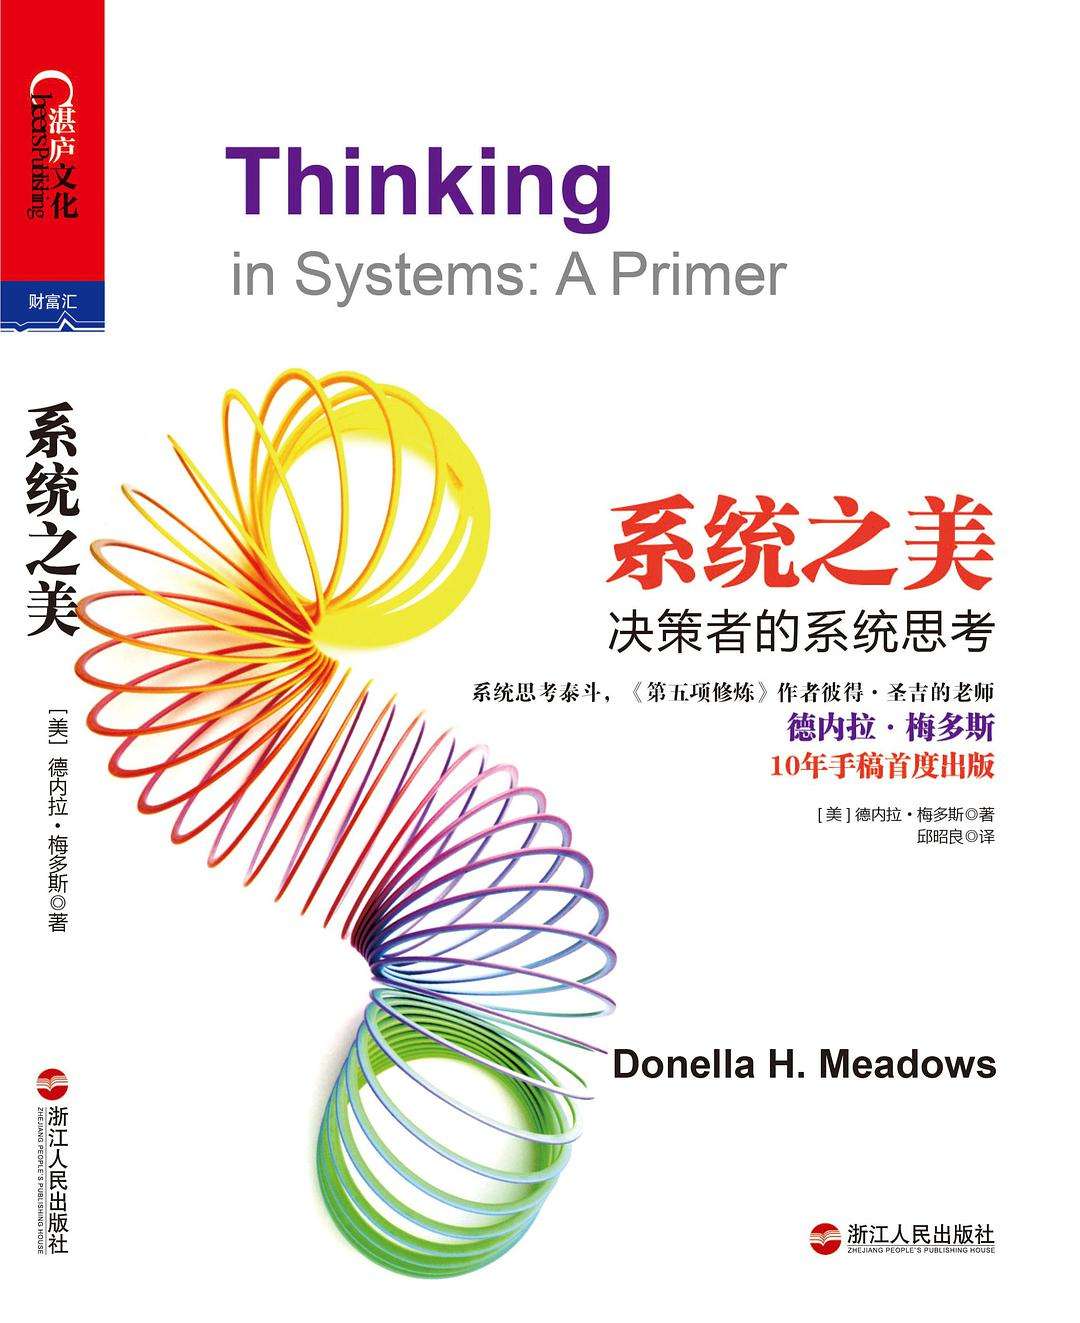 湛庐文化
Cheers Publishing
财富汇
系统之美
[美] 德内拉·梅多斯◎著
浙江人民出版社
ZHEJIANG PEOPLE'S PUBLISHING HOUSE
Thinking
in Systems: A Primer
系统之美
决策者的系统思考
系统思考泰斗，《第五项修炼》作者彼得·圣吉的老师
德内拉·梅多斯
10年手稿首度出版
[美] 德内拉·梅多斯◎著
邱昭良◎译
Donella H. Meadows
浙江人民出版社
ZHEJIANG PEOPLE'S PUBLISHING HOUSE